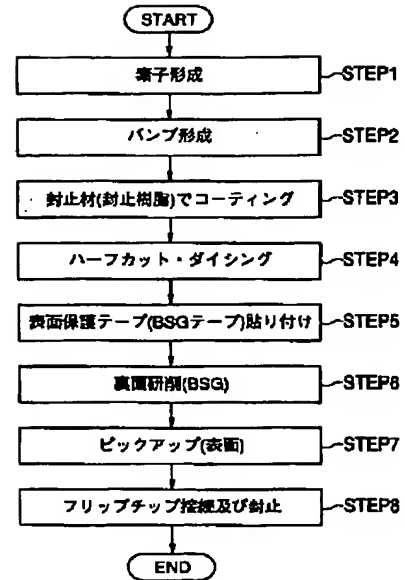 START
素子形成
STEP1
バンプ形成
STEP2
封止材(封止樹脂)でコーティング
STEP3
ハーフカット・ダイシング
STEP4
表面保護テープ(BSGテープ)貼り付け
STEP5
裏面研削(BSG)
STEP6
ピックアップ(表面)
STEP7
フリップチップ接続及び封止
STEP8
END